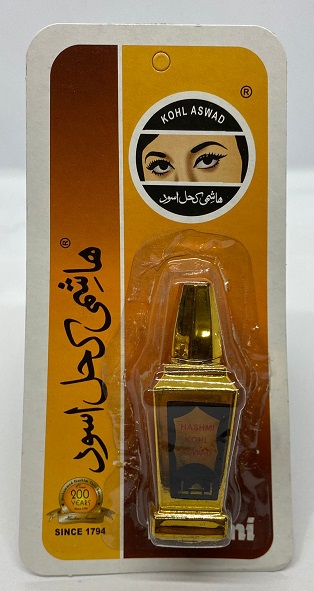 ®
KOHL ASWAD
ہاشمی کحل اسود
ہاشمی کحل اسود ®
HASHMI
KOHL
200
YEARS
SINCE 1794